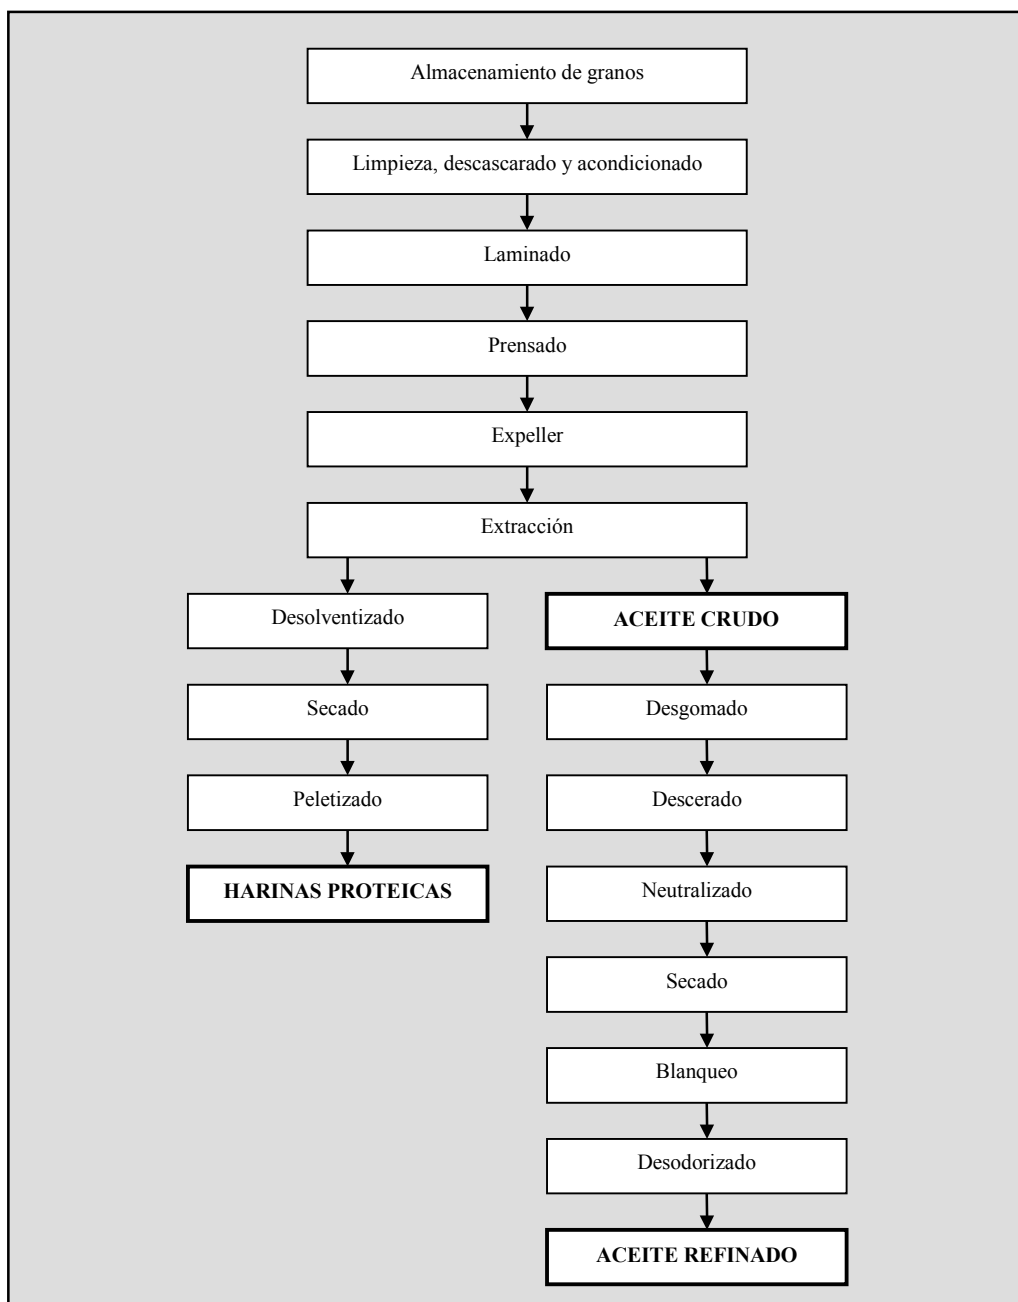 Almacenamiento de granos
Limpieza, descascarado y acondicionado
Laminado
Prensado
Expeller
Extracción
Desolventizado
Secado
Peletizado
HARINAS PROTEICAS
ACEITE CRUDO
Desgomado
Descerado
Neutralizado
Secado
Blanqueo
Desodorizado
ACEITE REFINADO